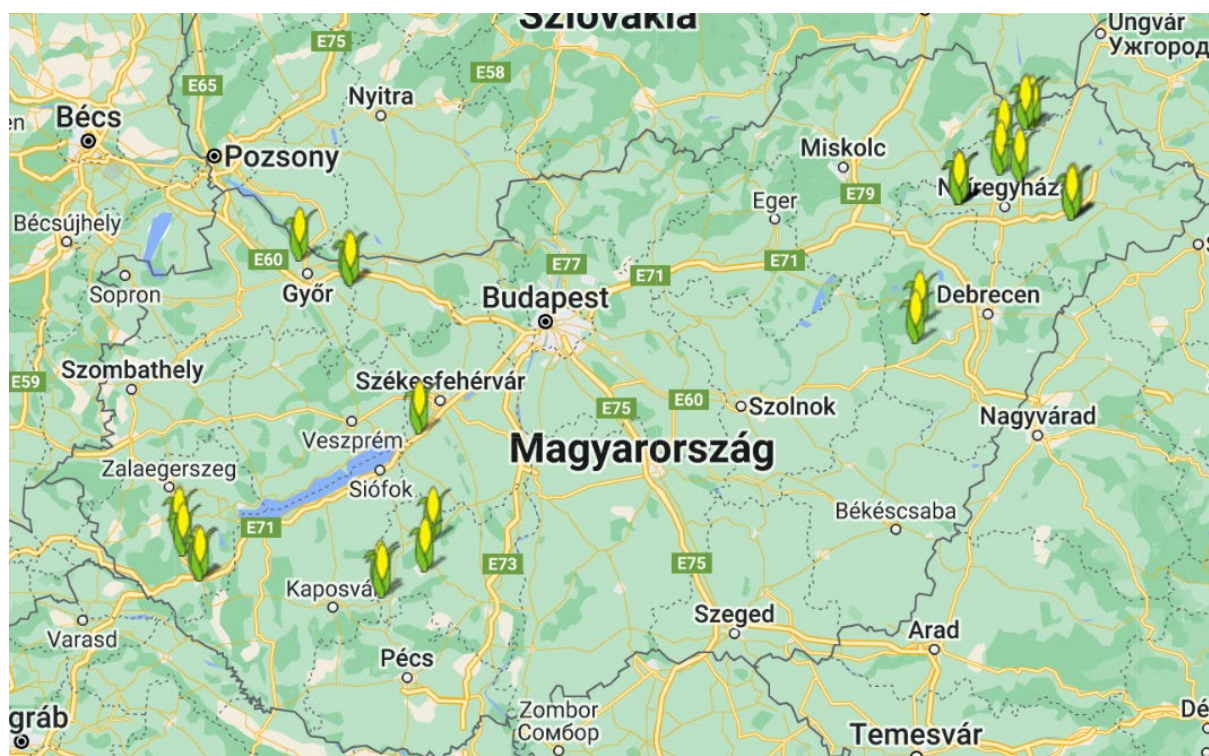 Szlovákia
Ungvár
Ужгород
E75
E58
E65
Nyitra
Bécs
Pozsony
Miskolc
Bécsújhely
Eger
E79
E60
E77
E71
E71
Sopron
Győr
Budapest
Debrecen
E59
Szombathely
Székesfehérvár
E75
E60
Szolnok
Nagyvárad
Veszprém
Magyarország
Zalaegerszeg
Siófok
E71
Békéscsaba
E73
E75
Varasd
Szeged
Arad
Pécs
Zombor
Сомбор
Temesvár